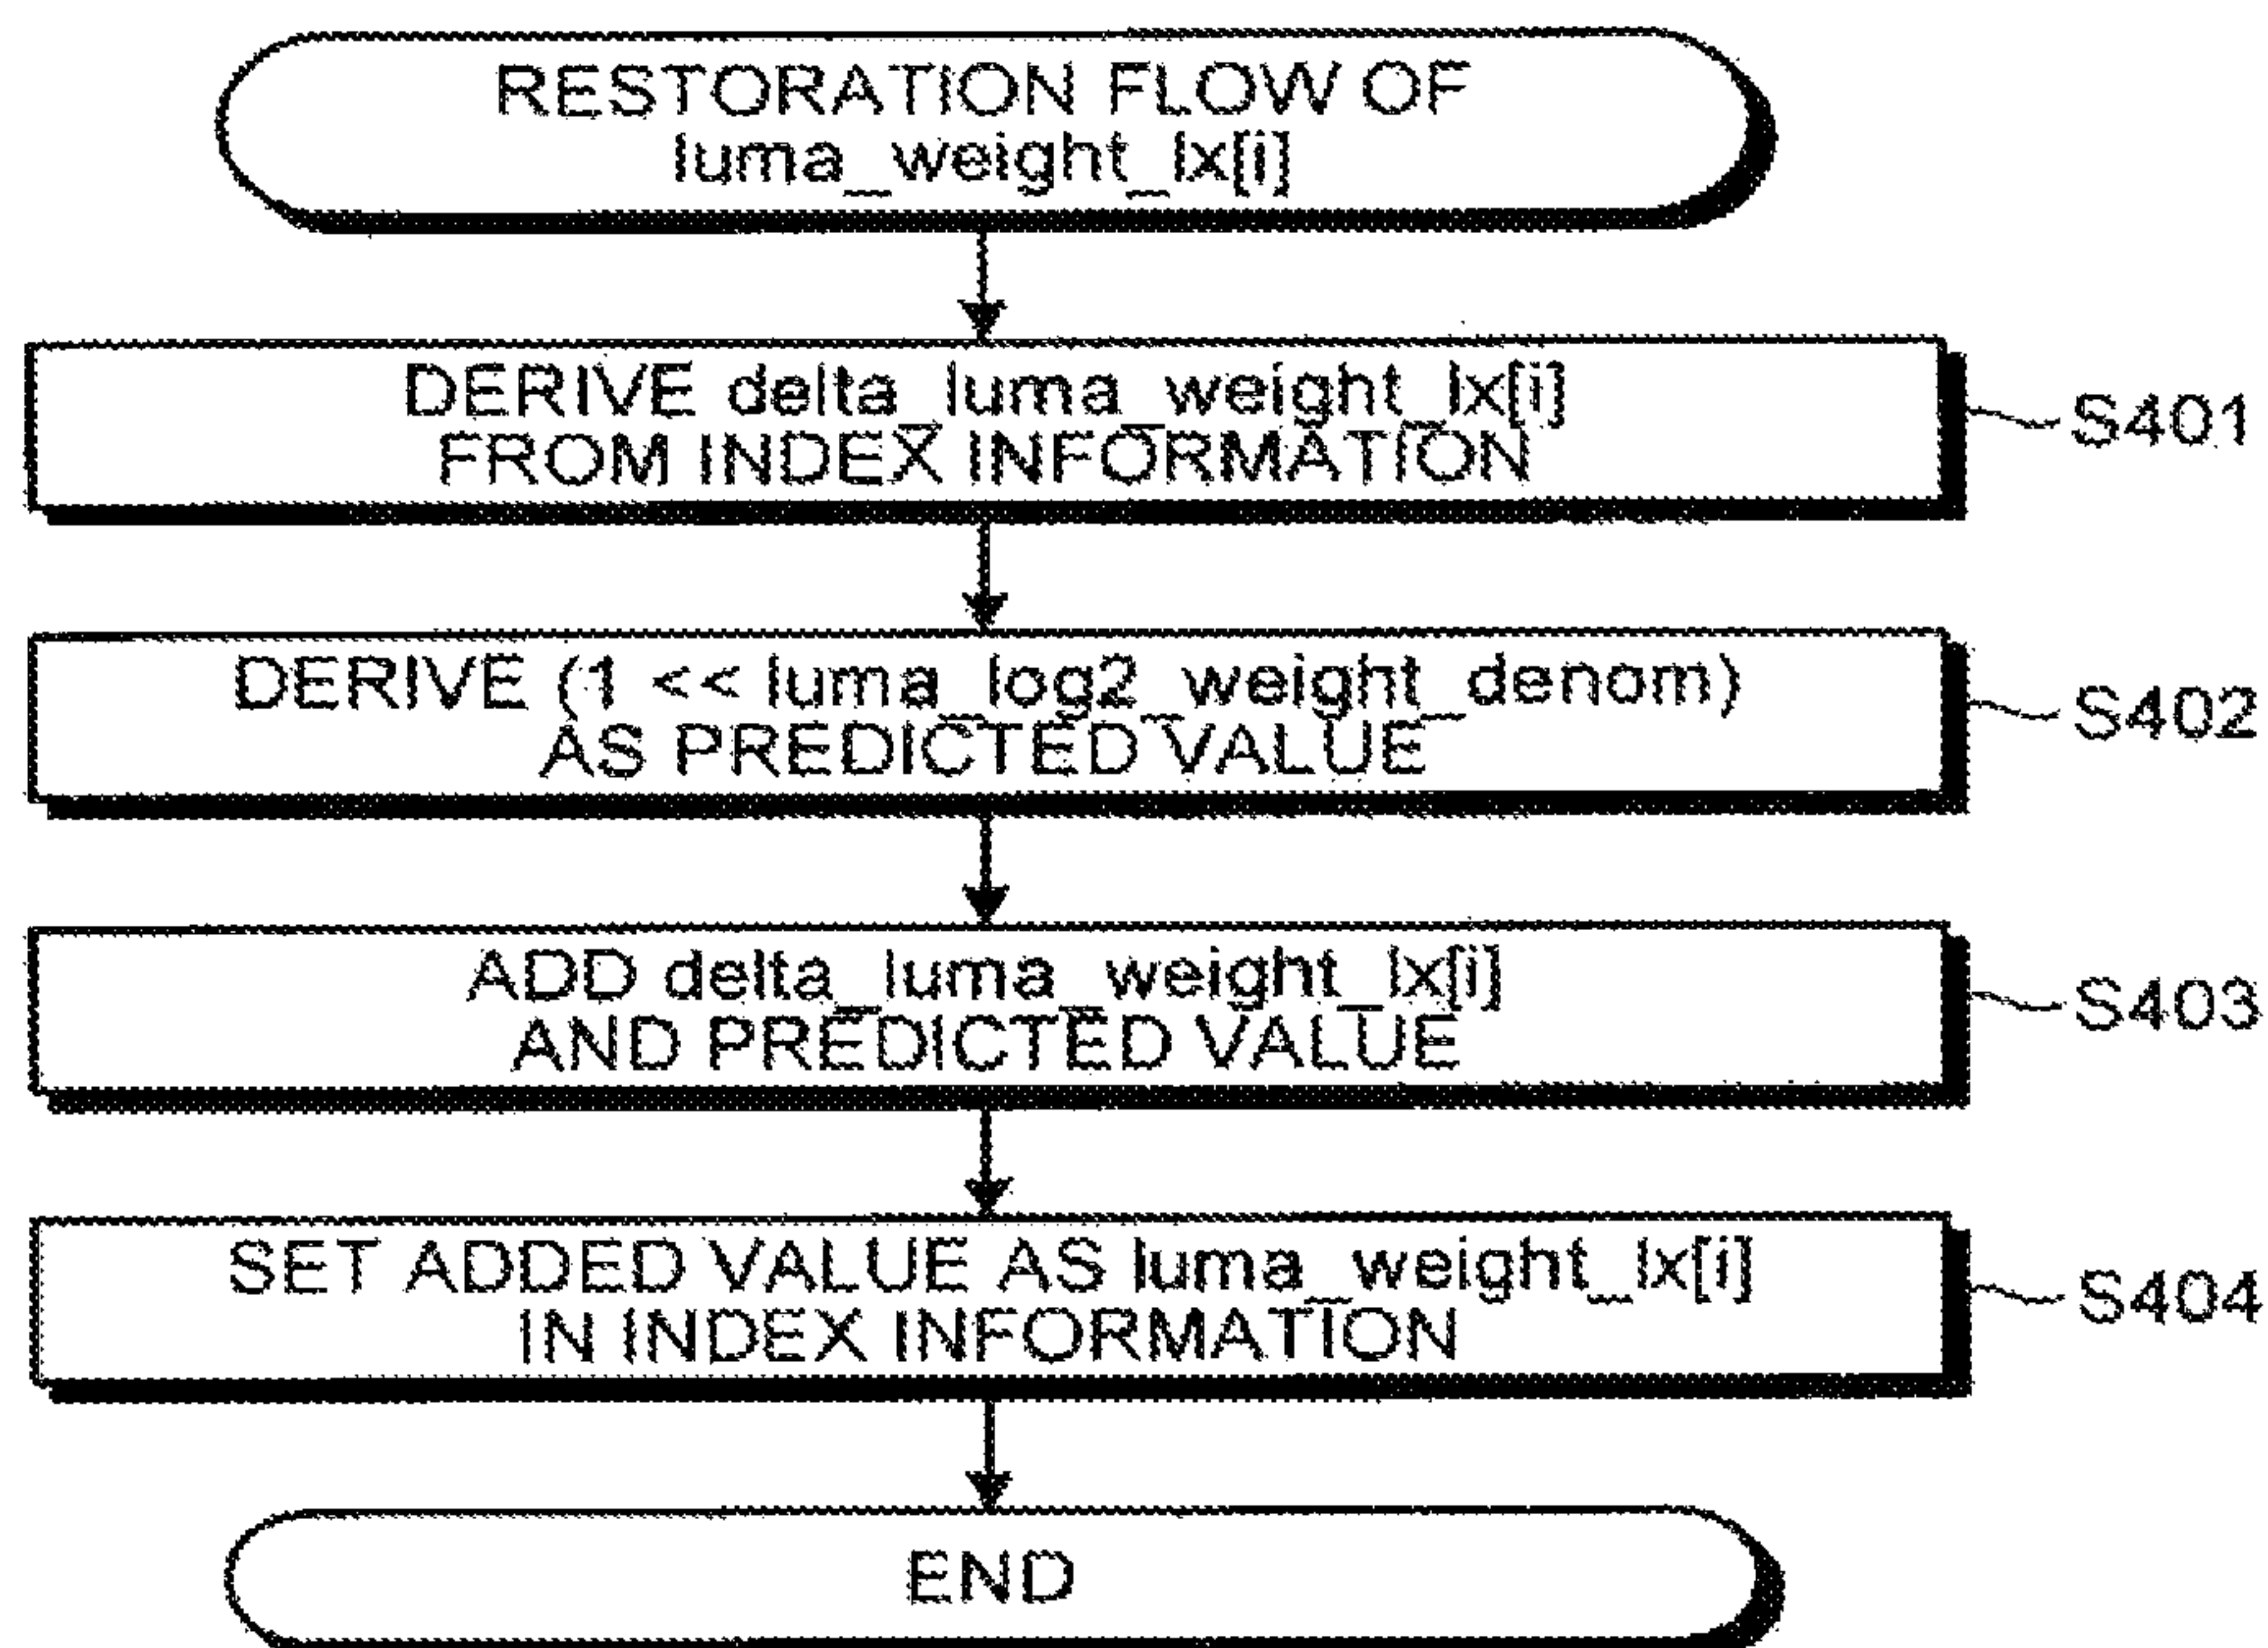 RESTORATION FLOW OF
luma_weight_lx[i]
DERIVE delta_luma_weight_lx[i]
FROM INDEX INFORMATION
S401
DERIVE (1 << luma_log2_weight_denom)
AS PREDICTED VALUE
S402
ADD delta_luma_weight_lx[i]
AND PREDICTED VALUE
S403
SET ADDED VALUE AS luma_weight_lx[i]
IN INDEX INFORMATION
S404
END